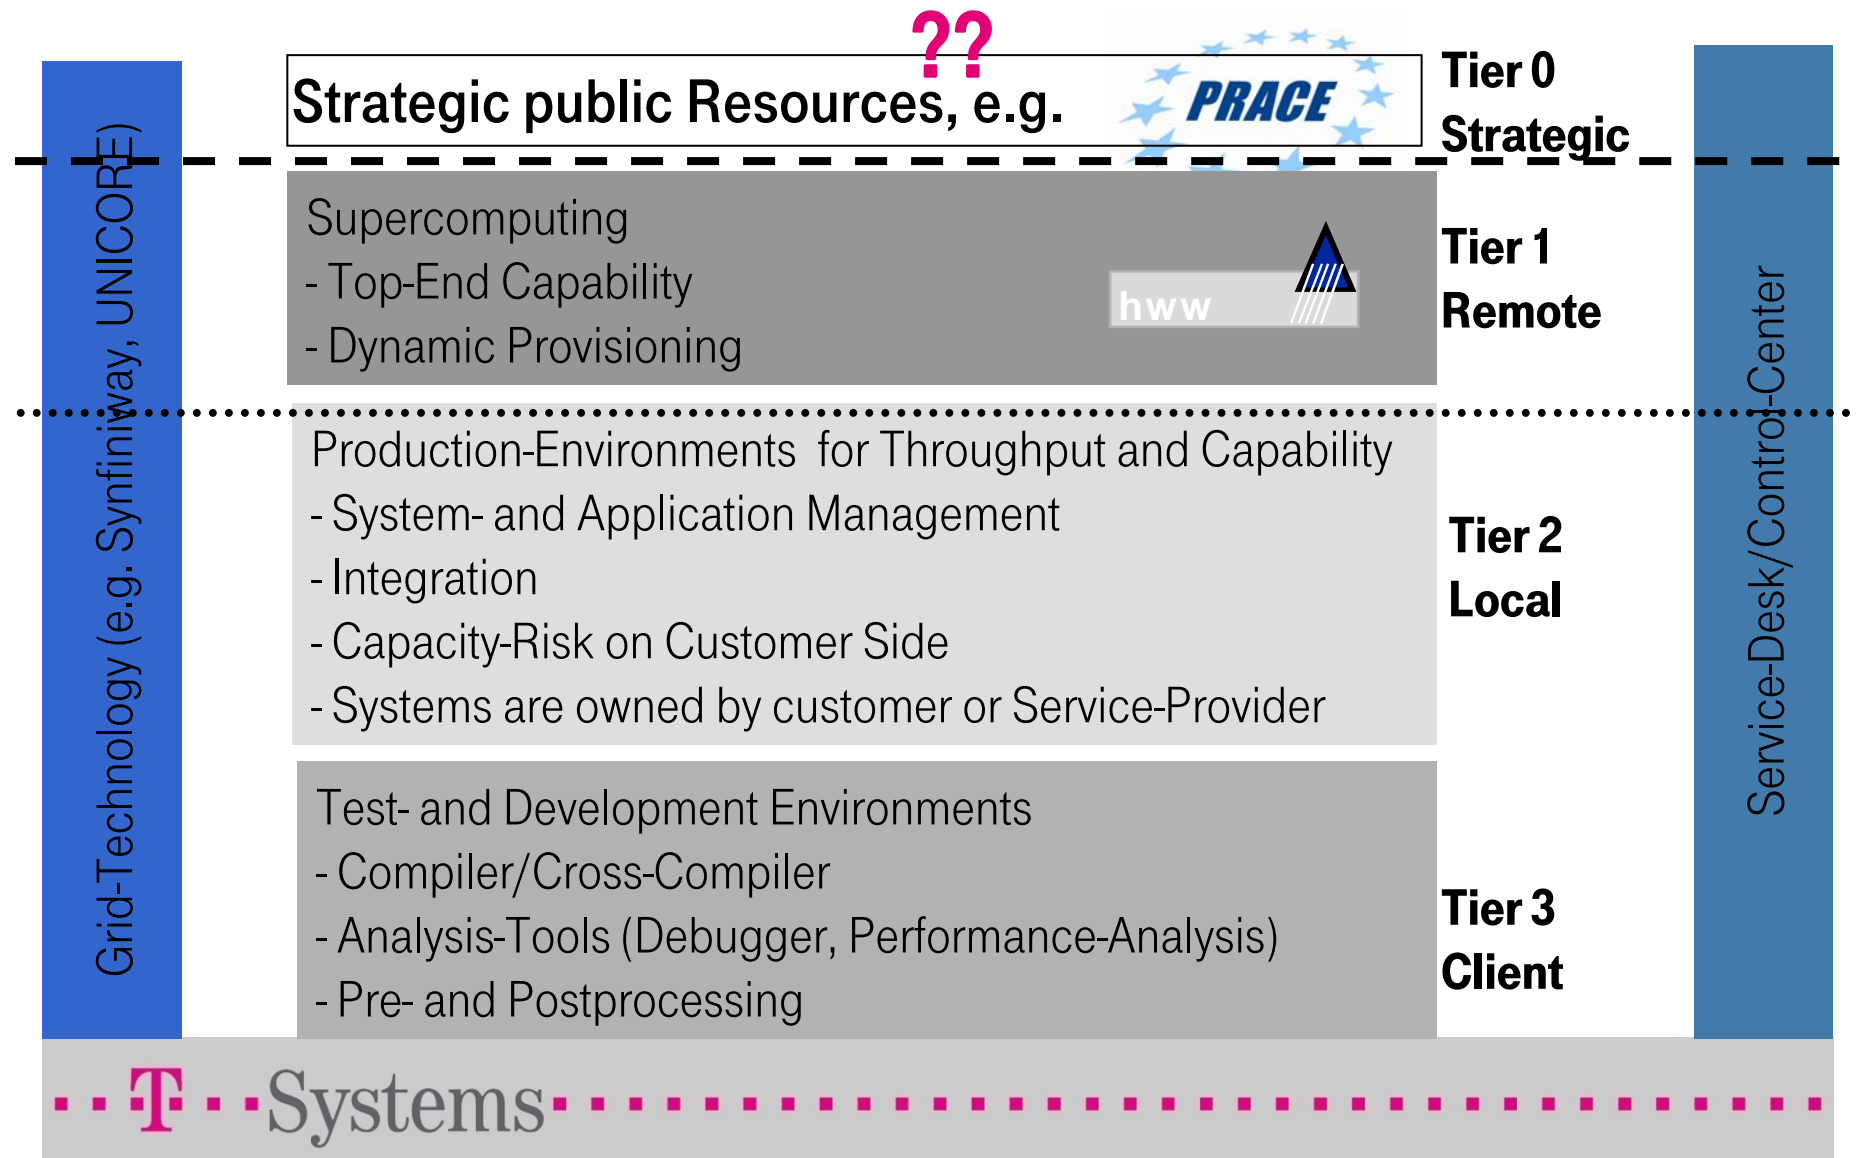 ??
Strategic public Resources, e.g.
PRACE
Tier 0
Strategic
Supercomputing
- Top-End Capability
- Dynamic Provisioning
hww
Tier 1
Remote
Production-Environments for Throughput and Capability
- System- and Application Management
- Integration
- Capacity-Risk on Customer Side
- Systems are owned by customer or Service-Provider
Tier 2
Local
Test- and Development Environments
- Compiler/Cross-Compiler
- Analysis-Tools (Debugger, Performance-Analysis)
- Pre- and Postprocessing
Tier 3
Client
Grid-Technology (e.g. Synfiniway, UNICORE)
Service-Desk/Control-Center
T Systems